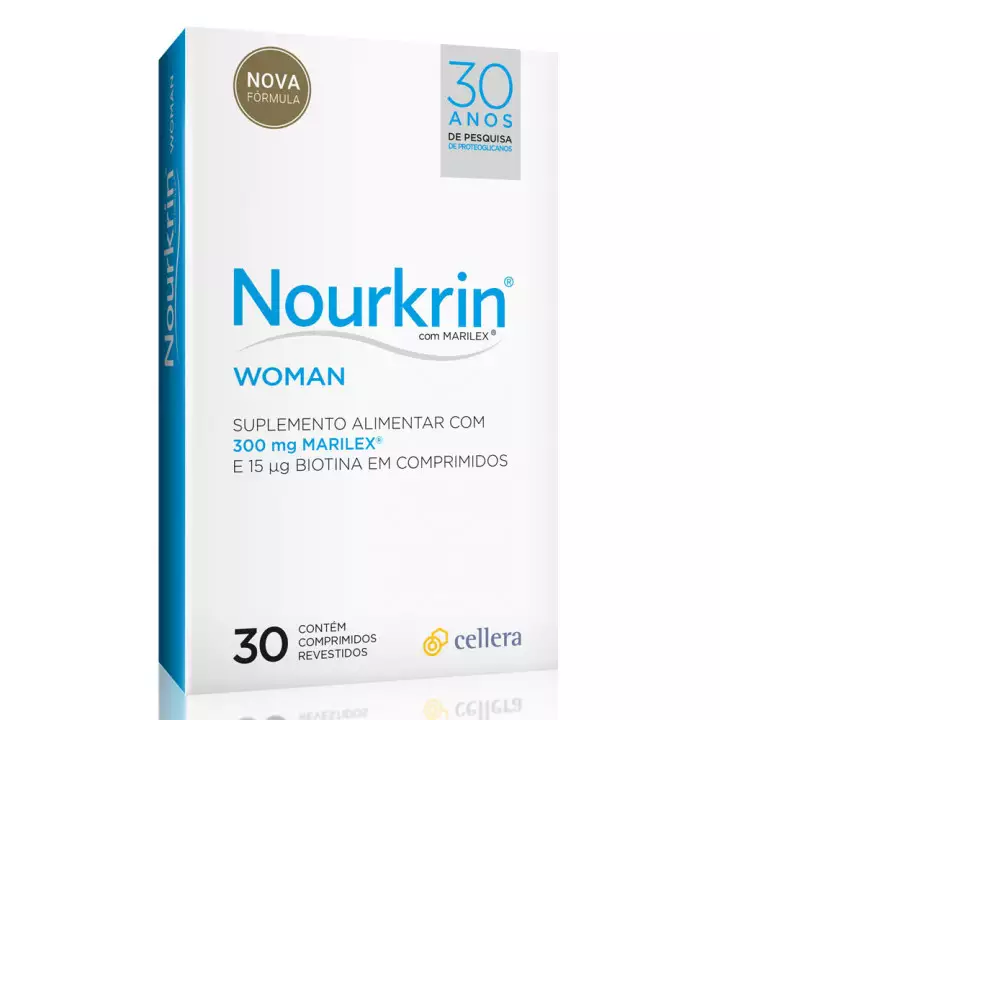 NOVA
FÓRMULA
30
ANOS
DE PESQUISA
DE PROTEOGLICANOS
Nourkrin®
com MARILEX®
WOMAN
SUPLEMENTO ALIMENTAR COM
300 mg MARILEX®
E 15 µg BIOTINA EM COMPRIMIDOS
30
CONTÉM
COMPRIMIDOS
REVESTIDOS
cellera
Nourkrin® WOMAN